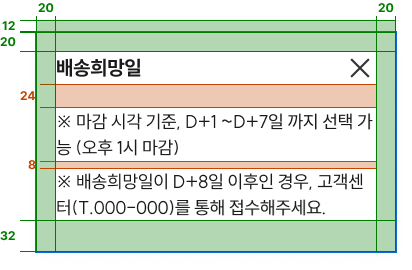 20 20
12
20
배송희망일
24
※ 마감 시각 기준, D+1 ~D+7일 까지 선택 가
능 (오후 1시 마감)
8
※ 배송희망일이 D+8일 이후인 경우, 고객센
터(T.000-000)를 통해 접수해주세요.
32